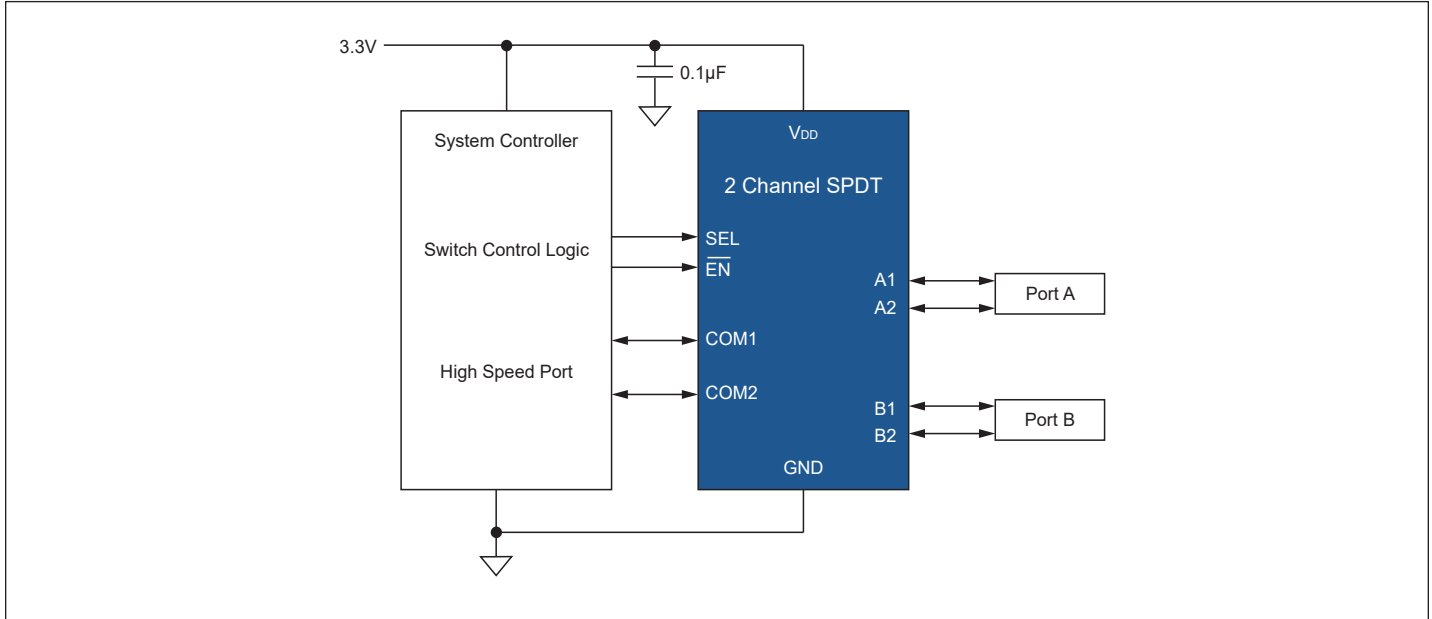 3.3V
0.1µF
System Controller
VDD
2 Channel SPDT
SEL
Switch Control Logic
EN
A1
Port A
A2
COM1
High Speed Port
COM2
B1
Port B
B2
GND